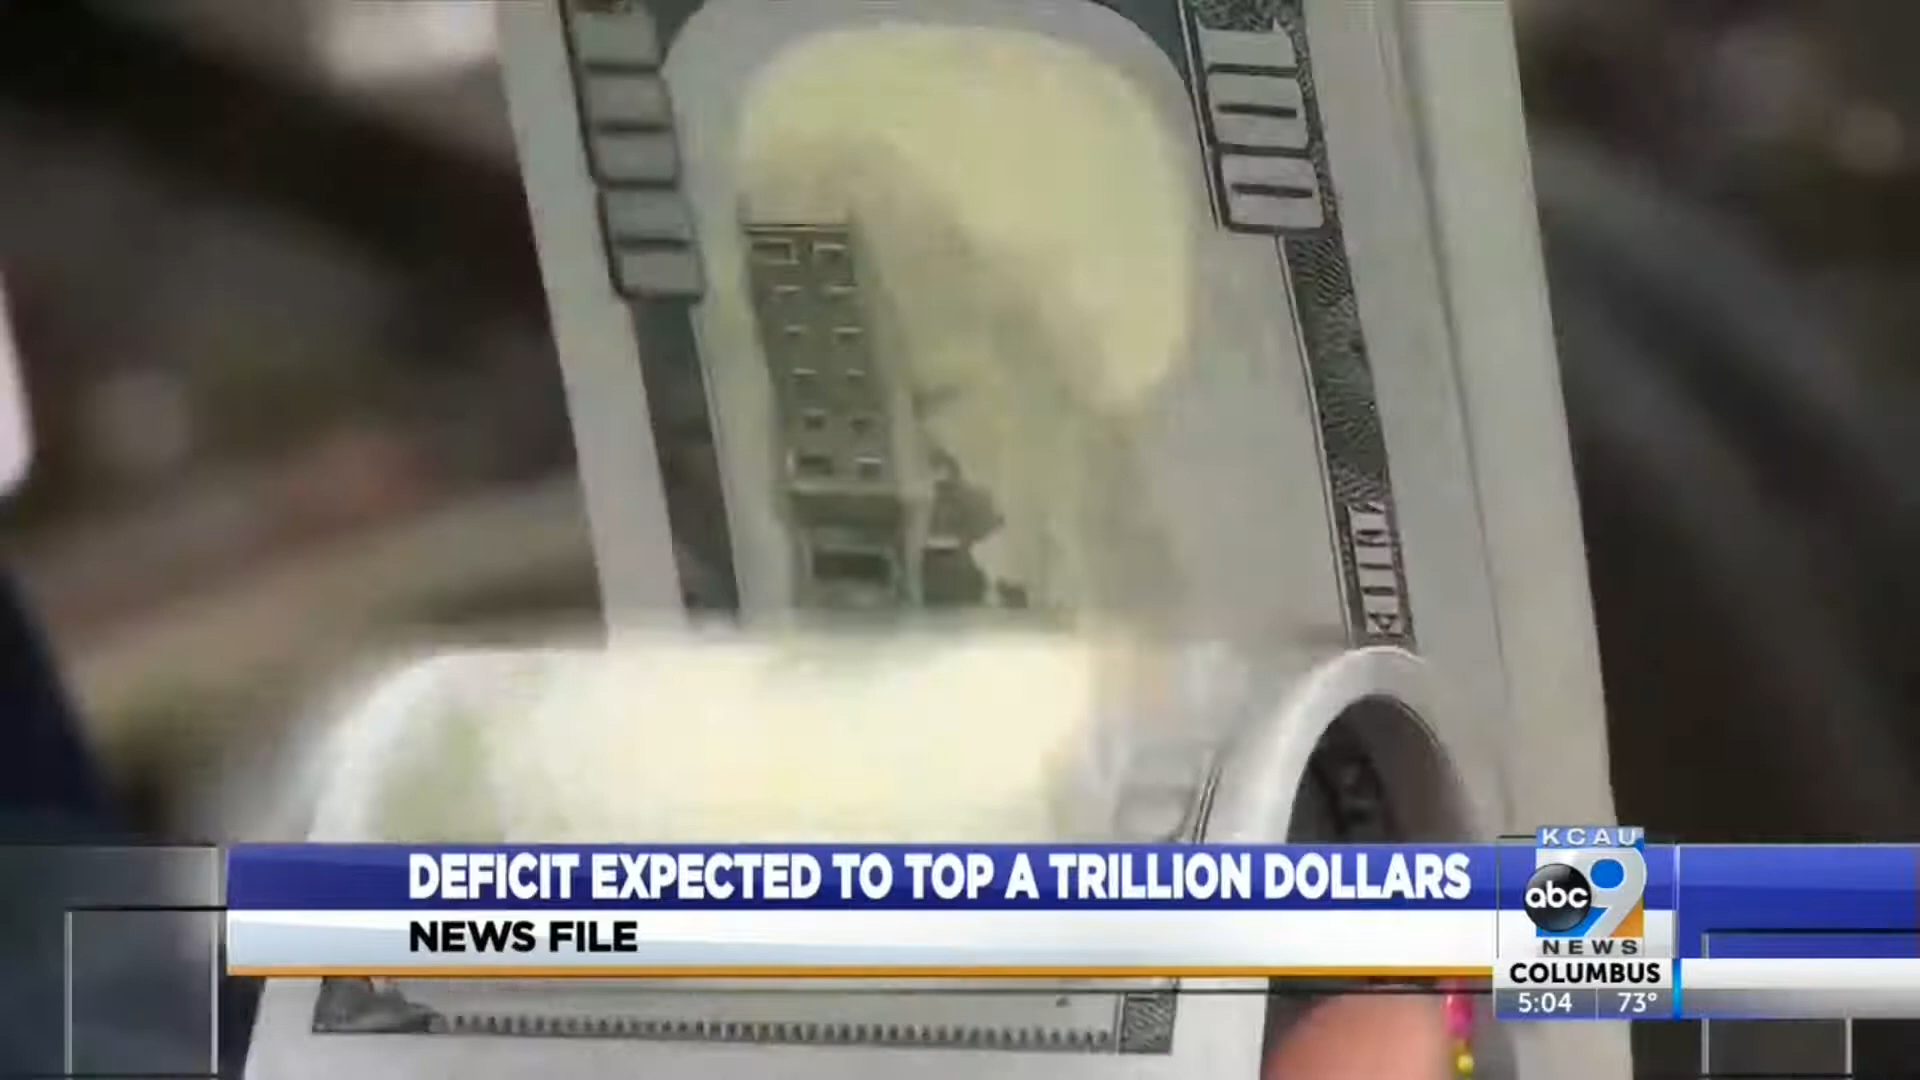 DEFICIT EXPECTED TO TOP A TRILLION DOLLARS
NEWS FILE
KCAU
abc 9
NEWS
COLUMBUS
5:04 73°